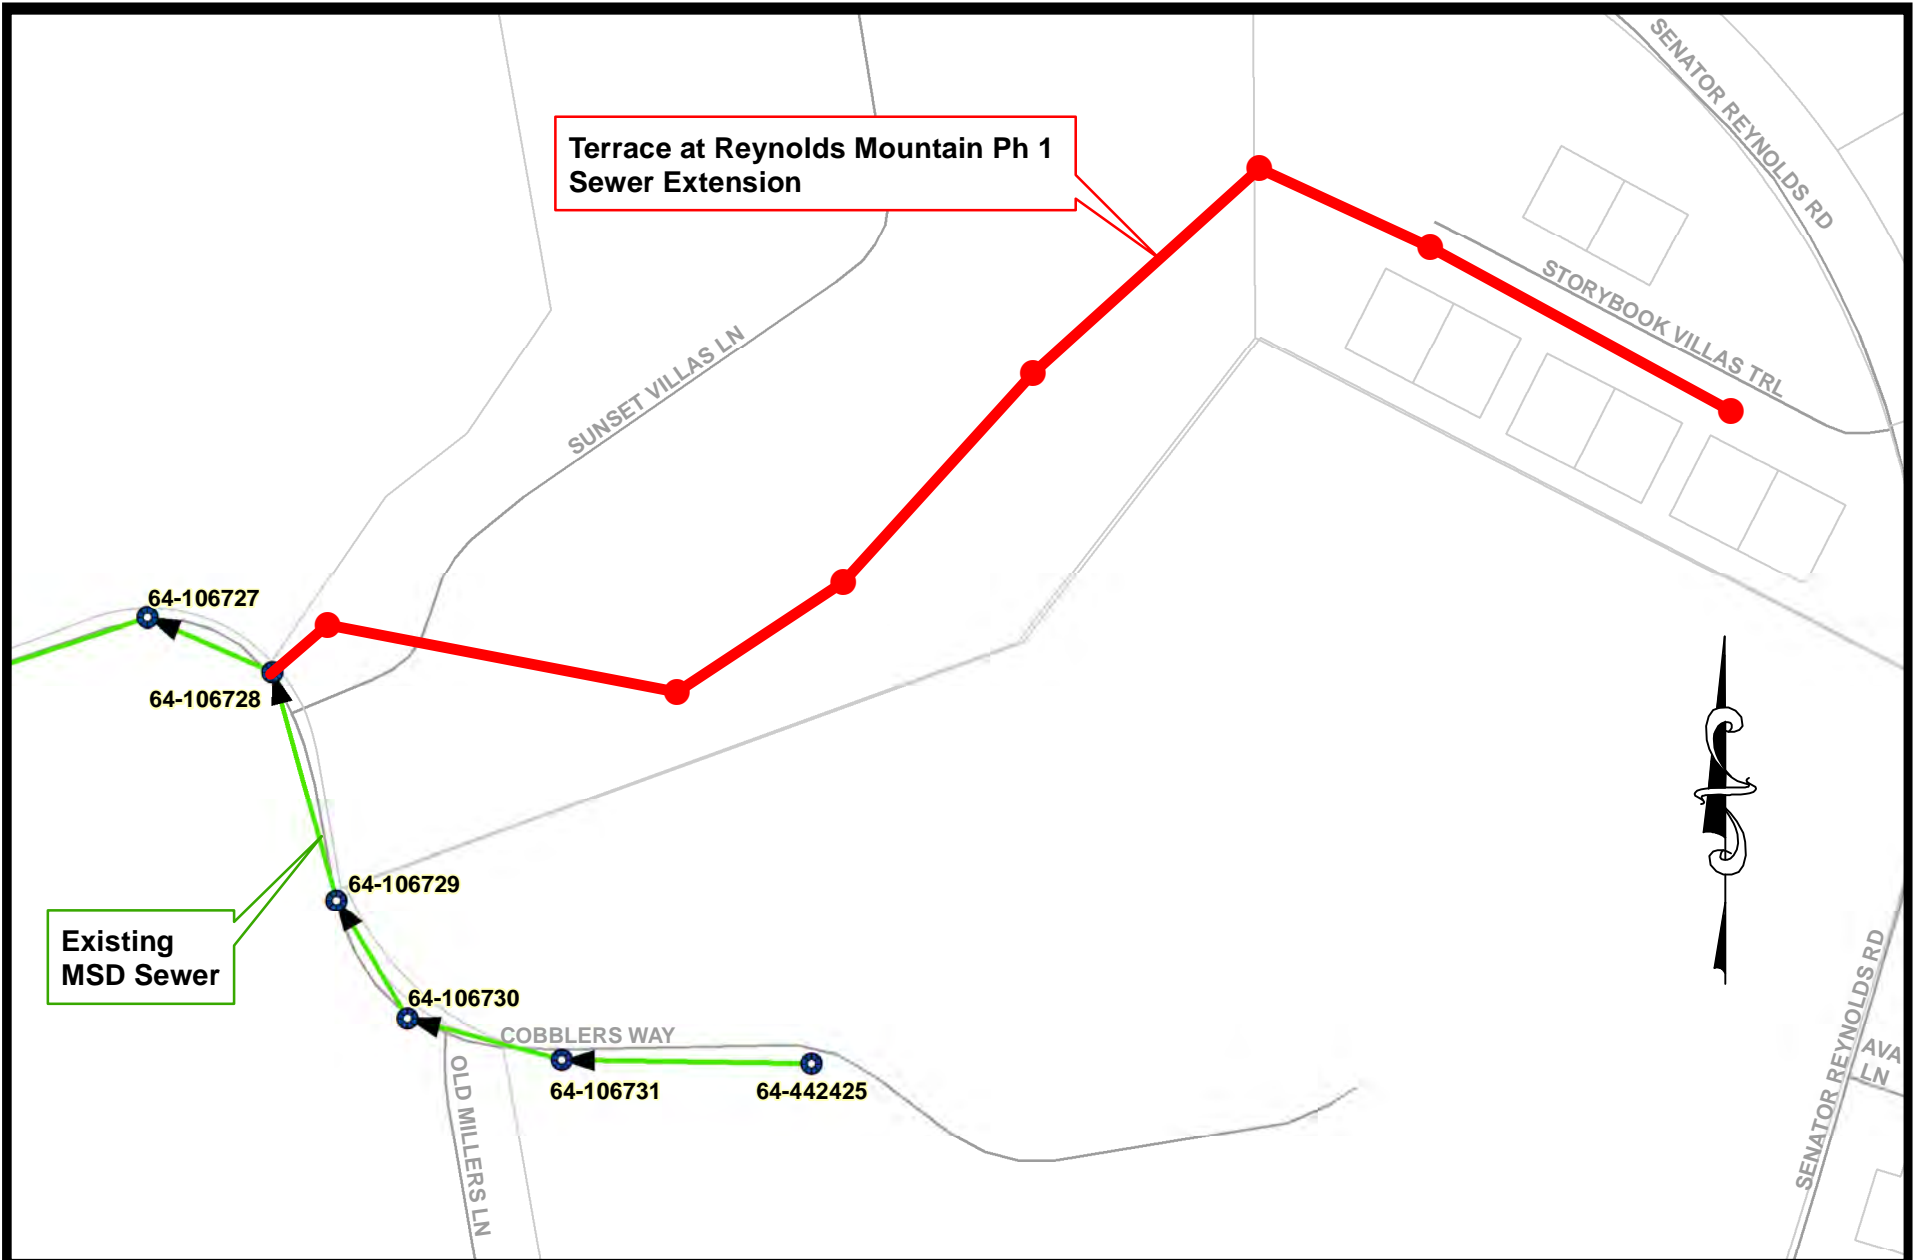 SENATOR REYNOLDS RD
Terrace at Reynolds Mountain Ph 1
Sewer Extension
STORYBOOK VILLAS TRL
SUNSET VILLAS LN
64-106727
64-106728
64-106729
Existing
MSD Sewer
64-106730
COBBLERS WAY
64-106731
64-442425
OLD MILLERS LN
SENATOR REYNOLDS RD
AVA
LN